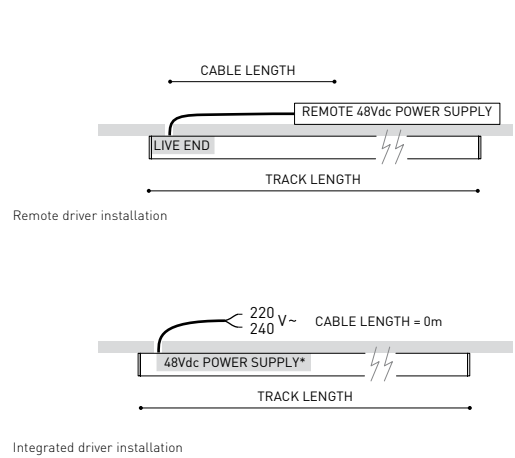 CABLE LENGTH
REMOTE 48Vdc POWER SUPPLY
LIVE END
TRACK LENGTH
Remote driver installation
220
240 V~
CABLE LENGTH = 0m
48Vdc POWER SUPPLY*
TRACK LENGTH
Integrated driver installation